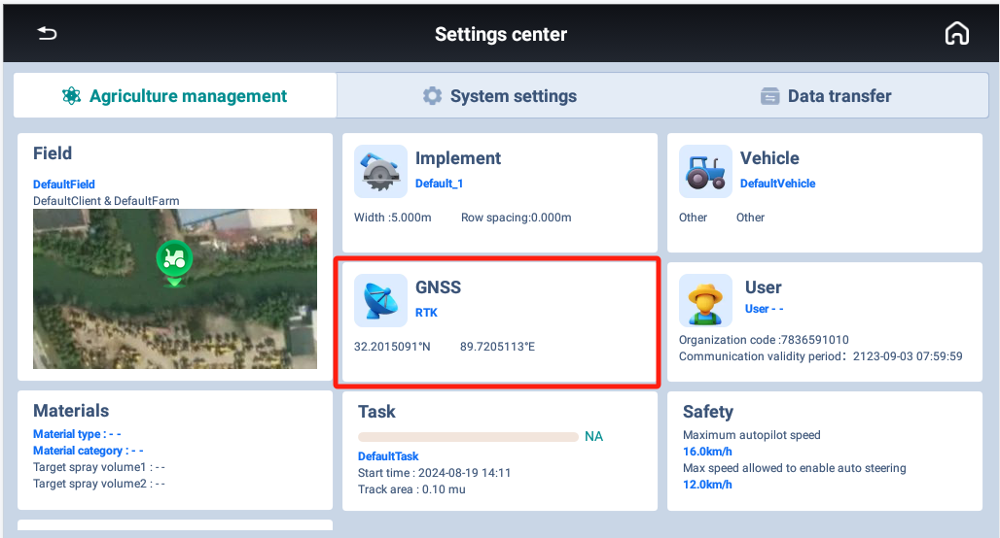 Settings center
Agriculture management
System settings
Data transfer
Field
DefaultField
DefaultClient & DefaultFarm
Implement
Default_1
Width :5.000m Row spacing:0.000m
Vehicle
DefaultVehicle
Other Other
GNSS
RTK
32.2015091°N 89.7205113°E
User
User - -
Organization code :7836591010
Communication validity period：2123-09-03 07:59:59
Materials
Material type : - -
Material category : - -
Target spray volume1 : - -
Target spray volume2 : - -
Task
NA
DefaultTask
Start time : 2024-08-19 14:11
Track area : 0.10 mu
Safety
Maximum autopilot speed
16.0km/h
Max speed allowed to enable auto steering
12.0km/h